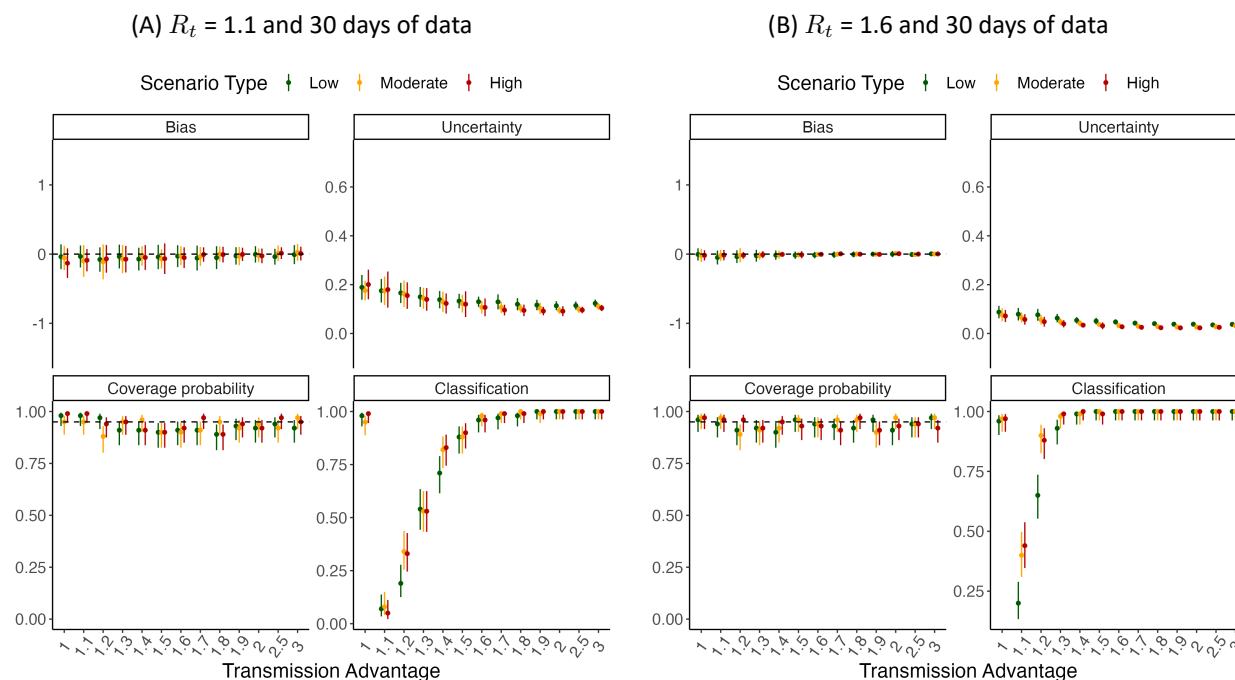 (A) R_t = 1.1 and 30 days of data
Scenario Type Low Moderate High
Bias
Uncertainty
1
0
-1
0.6
0.4
0.2
0.0
Coverage probability
Classification
1.00
0.75
0.50
0.25
0.00
1.00
0.75
0.50
0.25
0.00
1 1.1 1.2 1.3 1.4 1.5 1.6 1.7 1.8 1.9 2 2.5 3
1 1.1 1.2 1.3 1.4 1.5 1.6 1.7 1.8 1.9 2 2.5 3
Transmission Advantage
(B) R_t = 1.6 and 30 days of data
Scenario Type Low Moderate High
Bias
Uncertainty
1
0
-1
0.6
0.4
0.2
0.0
Coverage probability
Classification
1.00
0.75
0.50
0.25
0.00
1.00
0.75
0.50
0.25
1 1.1 1.2 1.3 1.4 1.5 1.6 1.7 1.8 1.9 2 2.5 3
1 1.1 1.2 1.3 1.4 1.5 1.6 1.7 1.8 1.9 2 2.5 3
Transmission Advantage